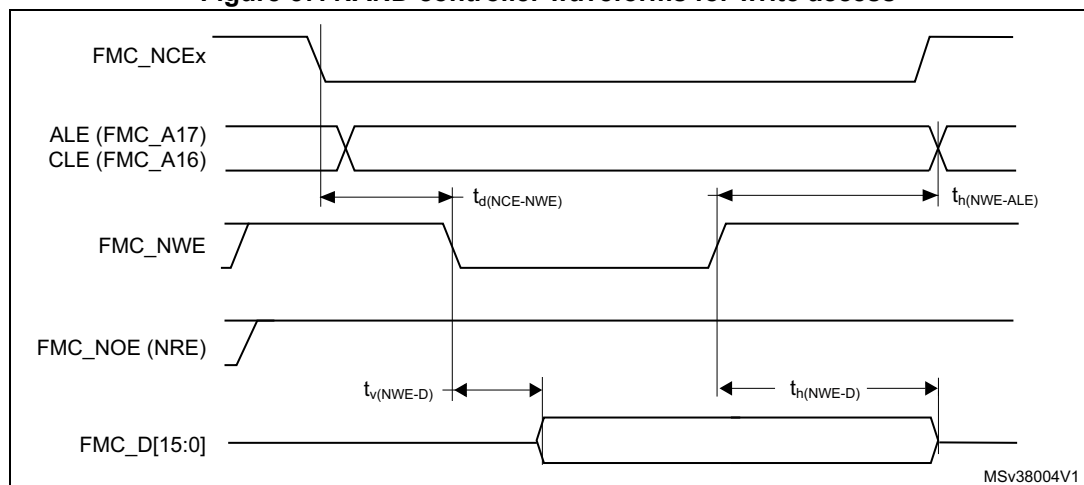 FMC_NCEx
ALE (FMC_A17)
CLE (FMC_A16)
td(NCE-NWE)
th(NWE-ALE)
FMC_NWE
FMC_NOE (NRE)
tv(NWE-D)
th(NWE-D)
FMC_D[15:0]
MSv38004V1